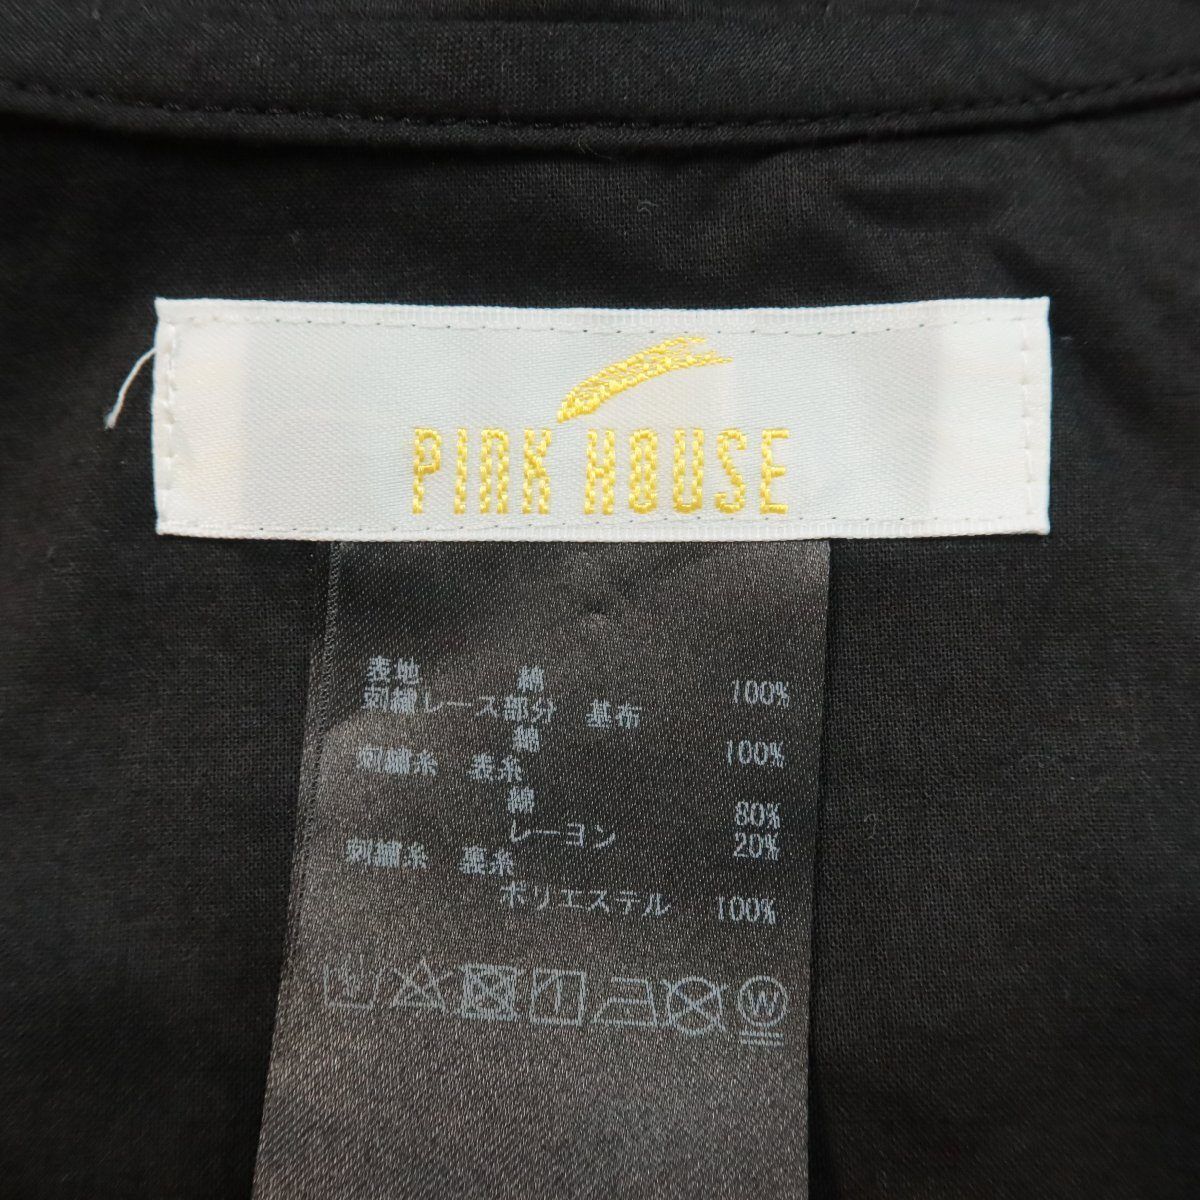 PINK HOUSE
表地 綿 100%
刺繍レース部分 基布
綿 100%
刺繍糸 表糸
綿 80%
レーヨン 20%
刺繍糸 裏糸
ポリエステル 100%
W